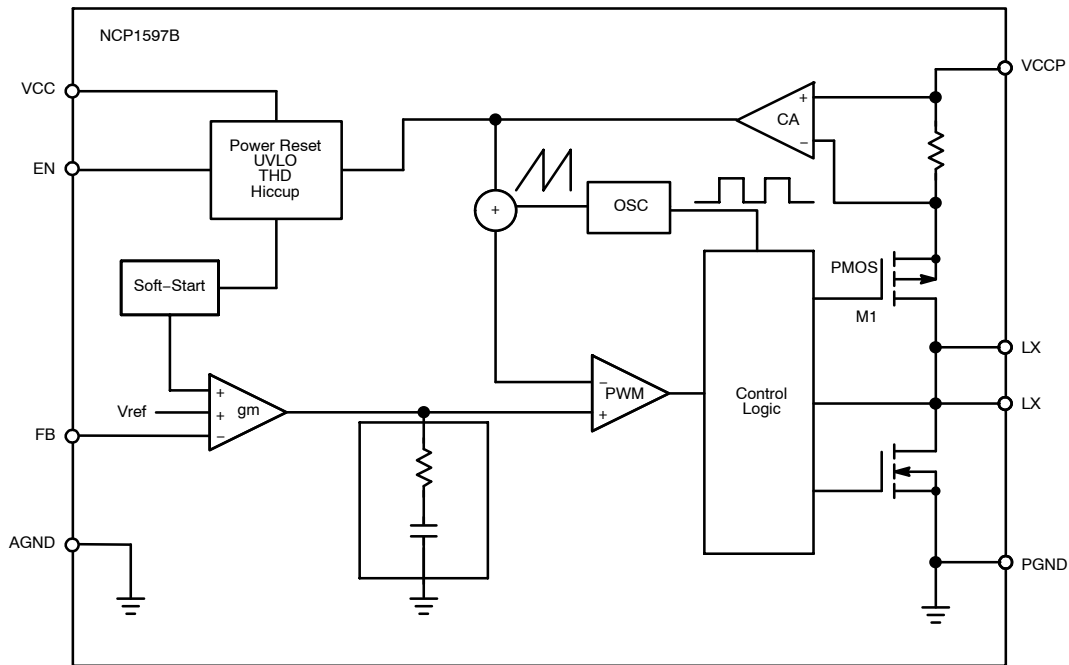 NCP1597B
VCC
VCCP
+
CA
−
Power Reset
UVLO
THD
Hiccup
EN
+
OSC
Soft−Start
PMOS
M1
LX
+
Vref
+
gm
−
FB
−
PWM
+
Control
Logic
LX
AGND
PGND